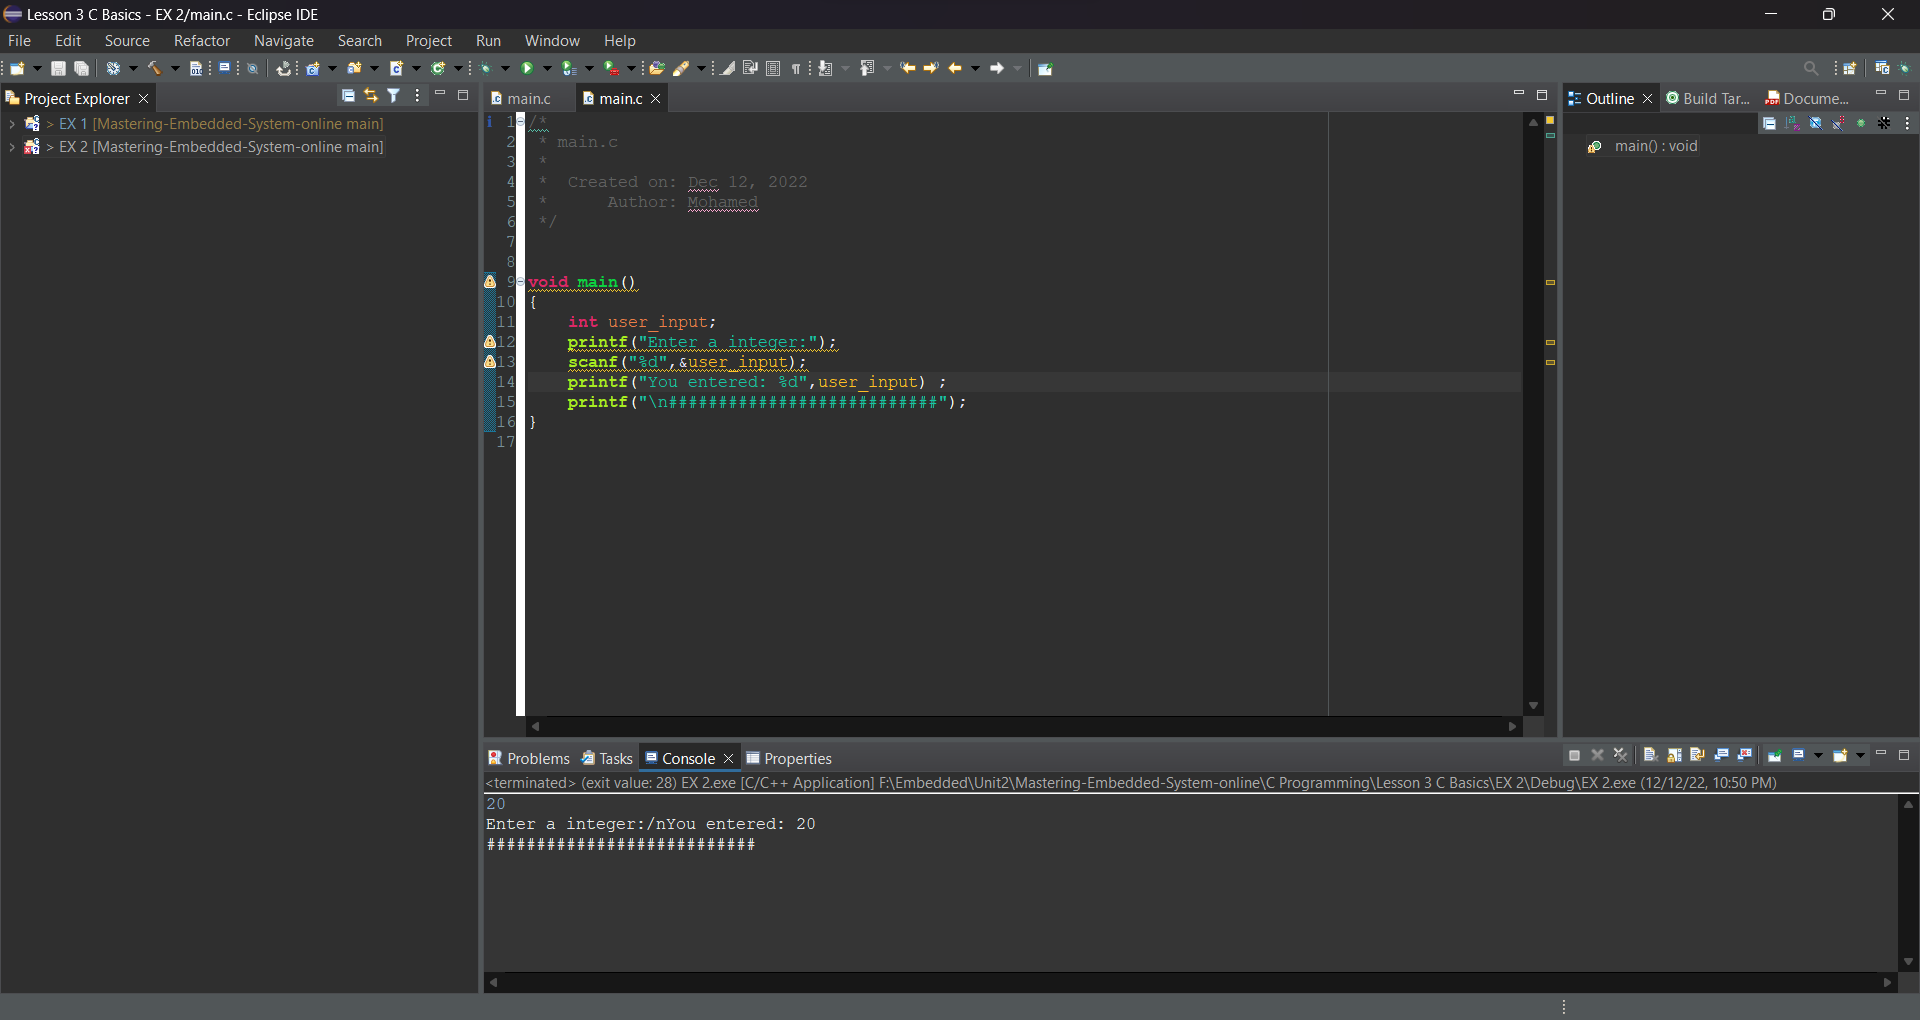 Lesson 3 C Basics - EX 2/main.c - Eclipse IDE
File Edit Source Refactor Navigate Search Project Run Window Help
Project Explorer
> EX 1 [Mastering-Embedded-System-online main]
> EX 2 [Mastering-Embedded-System-online main]
main.c main.c
1 /*
2 * main.c
3 *
4 * Created on: Dec 12, 2022
5 * Author: Mohamed
6 */
7
8
9 void main()
10 {
11 int user_input;
12 printf("Enter a integer:");
13 scanf("%d",&user_input);
14 printf("You entered: %d",user_input) ;
15 printf("\n###########################");
16 }
17
Outline Build Tar... Docume...
main() : void
Problems Tasks Console Properties
<terminated> (exit value: 28) EX 2.exe [C/C++ Application] F:\Embedded\Unit2\Mastering-Embedded-System-online\C Programming\Lesson 3 C Basics\EX 2\Debug\EX 2.exe (12/12/22, 10:50 PM)
20
Enter a integer:/nYou entered: 20
###########################